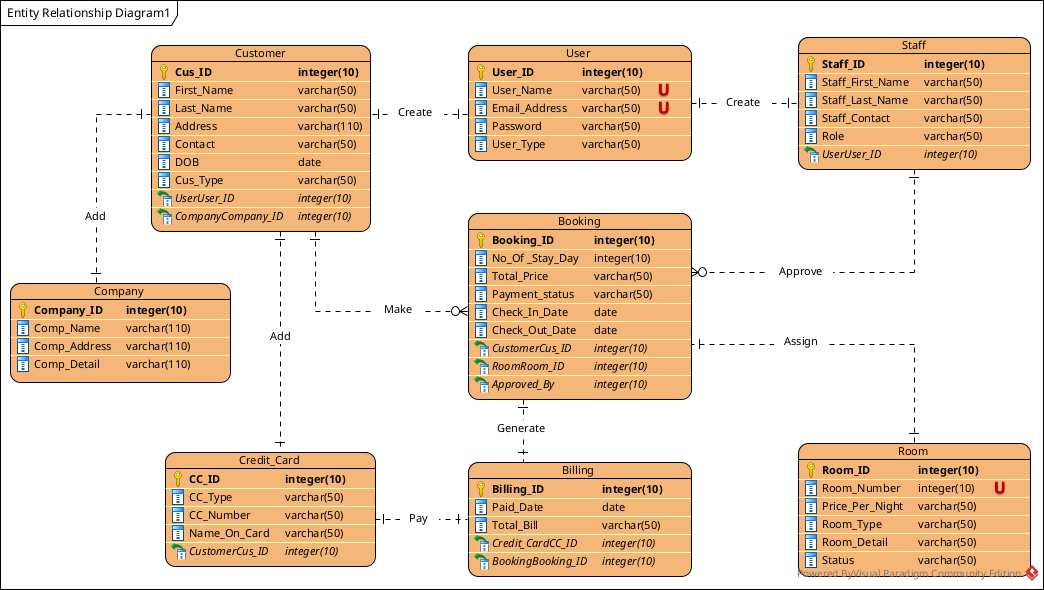 Entity Relationship Diagram1
Customer
Cus_ID integer(10)
First_Name varchar(50)
Last_Name varchar(50)
Address varchar(110)
Contact varchar(50)
DOB date
Cus_Type varchar(50)
UserUser_ID integer(10)
CompanyCompany_ID integer(10)
Create
User
User_ID integer(10)
User_Name varchar(50) U
Email_Address varchar(50) U
Password varchar(50)
User_Type varchar(50)
Create
Staff
Staff_ID integer(10)
Staff_First_Name varchar(50)
Staff_Last_Name varchar(50)
Staff_Contact varchar(50)
Role varchar(50)
UserUser_ID integer(10)
Add
Company
Company_ID integer(10)
Comp_Name varchar(110)
Comp_Address varchar(110)
Comp_Detail varchar(110)
Add
Make
Booking
Booking_ID integer(10)
No_Of _Stay_Day integer(10)
Total_Price varchar(50)
Payment_status varchar(50)
Check_In_Date date
Check_Out_Date date
CustomerCus_ID integer(10)
RoomRoom_ID integer(10)
Approved_By integer(10)
Approve
Assign
Generate
Credit_Card
CC_ID integer(10)
CC_Type varchar(50)
CC_Number varchar(50)
Name_On_Card varchar(50)
CustomerCus_ID integer(10)
Pay
Billing
Billing_ID integer(10)
Paid_Date date
Total_Bill varchar(50)
Credit_CardCC_ID integer(10)
BookingBooking_ID integer(10)
Room
Room_ID integer(10)
Room_Number integer(10) U
Price_Per_Night varchar(50)
Room_Type varchar(50)
Room_Detail varchar(50)
Status varchar(50)
Powered ByVisual Paradigm Community Edition